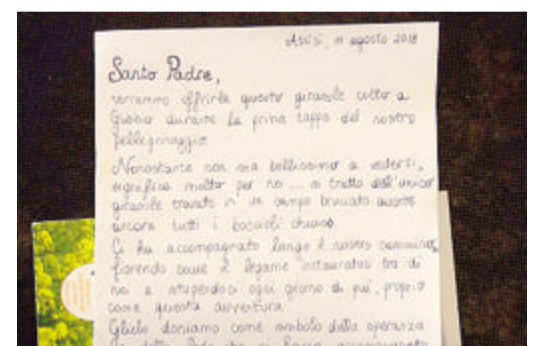 Assisi, 11 agosto 2018
Santo Padre,
vorremmo offrirle questo girasole colto a
Gubbio durante la prima tappa del nostro
pellegrinaggio
Nonostante non sia bellissimo a vedersi,
significa molto per noi... si tratta dell'unico
girasole trovato in un campo bruciato avente
ancora tutti i boccioli chiusi
Ci ha accompagnato lungo il nostro cammino,
fiorendo come il legame instauratosi tra di
noi e stupendoci ogni giorno di più, proprio
come questa avventura.
Glielo doniamo come simbolo della speranza